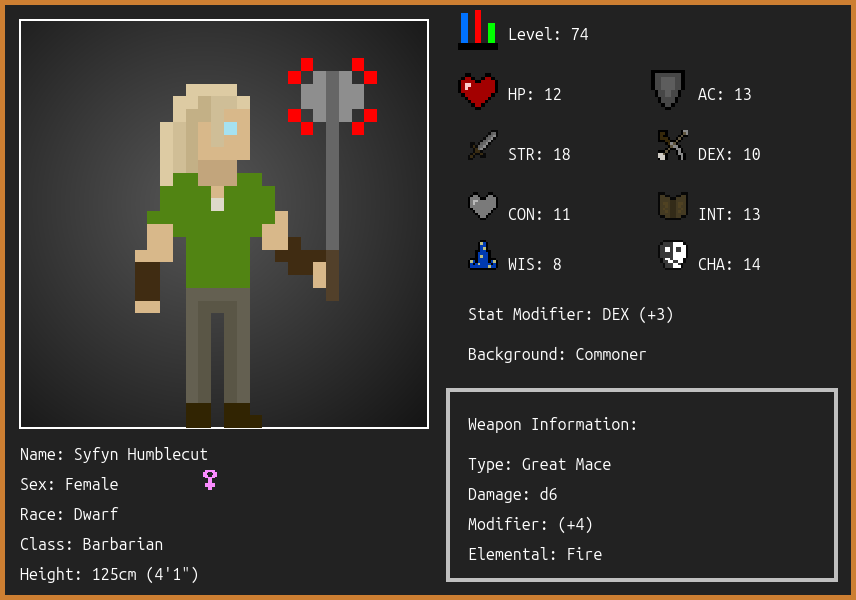 Level: 74
HP: 12
AC: 13
STR: 18
DEX: 10
CON: 11
INT: 13
WIS: 8
CHA: 14
Stat Modifier: DEX (+3)
Background: Commoner
Weapon Information:
Type: Great Mace
Damage: d6
Modifier: (+4)
Elemental: Fire
Name: Syfyn Humblecut
Sex: Female
Race: Dwarf
Class: Barbarian
Height: 125cm (4'1")